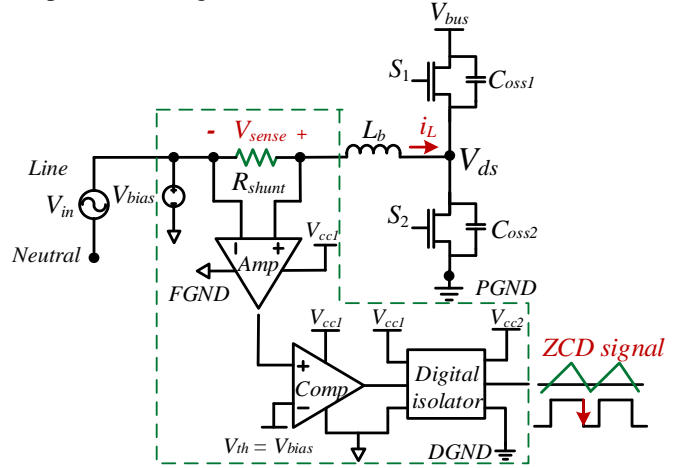 V_bus
S_1
C_oss1
- V_sense +
L_b
i_L
Line
V_in
V_bias
R_shunt
V_ds
Neutral
S_2
C_oss2
V_cc1
- +
Amp
FGND
PGND
V_cc1
V_cc1
V_cc2
ZCD signal
+
Comp
-
Digital
isolator
V_th = V_bias
DGND